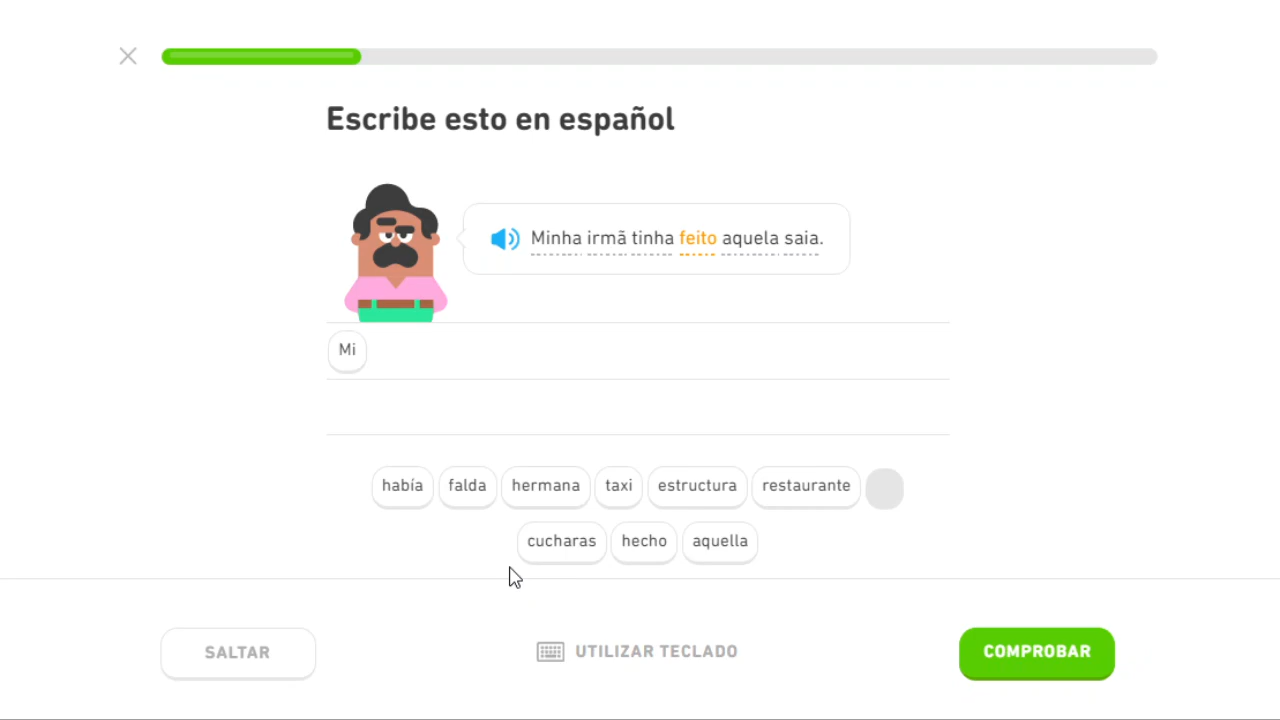 Escribe esto en español
Minha irmã tinha feito aquela saia.
Mi
había falda hermana taxi estructura restaurante
cucharas hecho aquella
SALTAR UTILIZAR TECLADO COMPROBAR